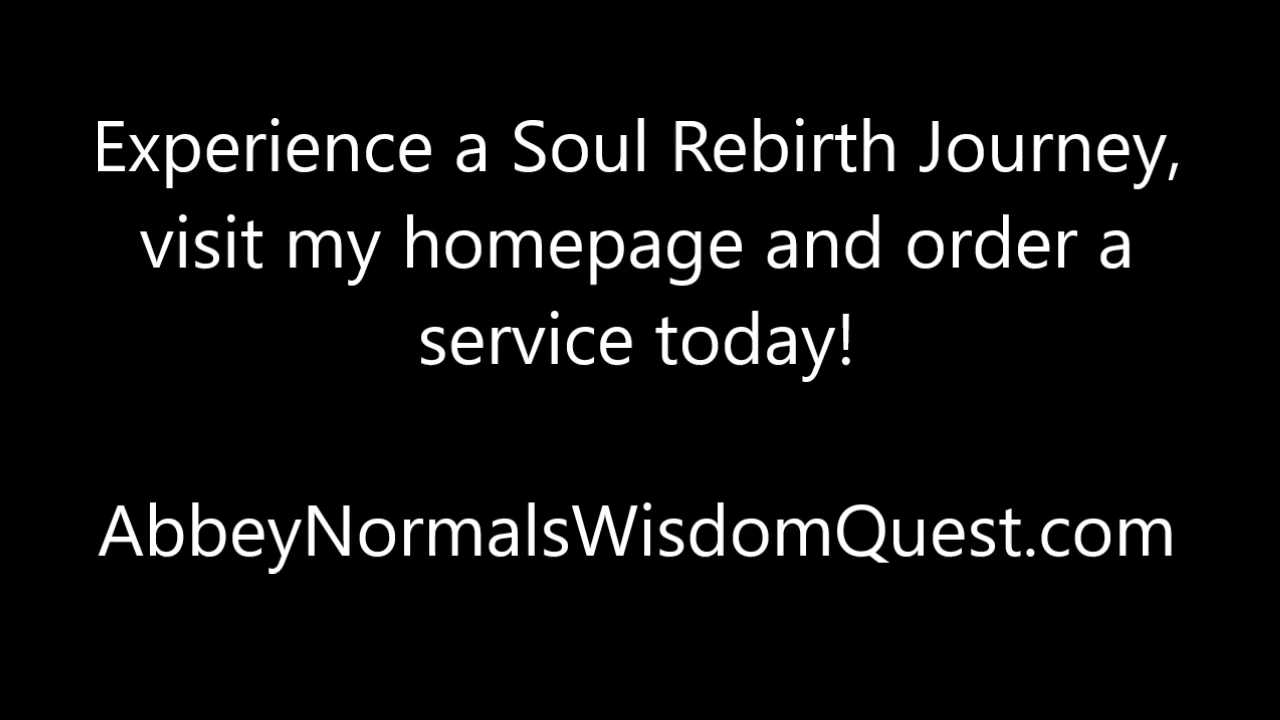 Experience a Soul Rebirth Journey,
visit my homepage and order a
service today!
AbbeyNormalsWisdomQuest.com